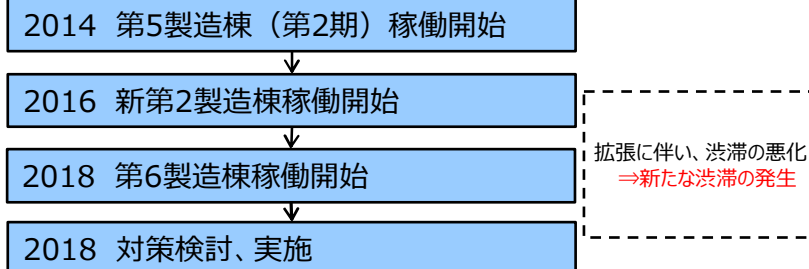 2014 第5製造棟（第2期）稼働開始
2016 新第2製造棟稼働開始
2018 第6製造棟稼働開始
2018 対策検討、実施
拡張に伴い、渋滞の悪化
⇒新たな渋滞の発生